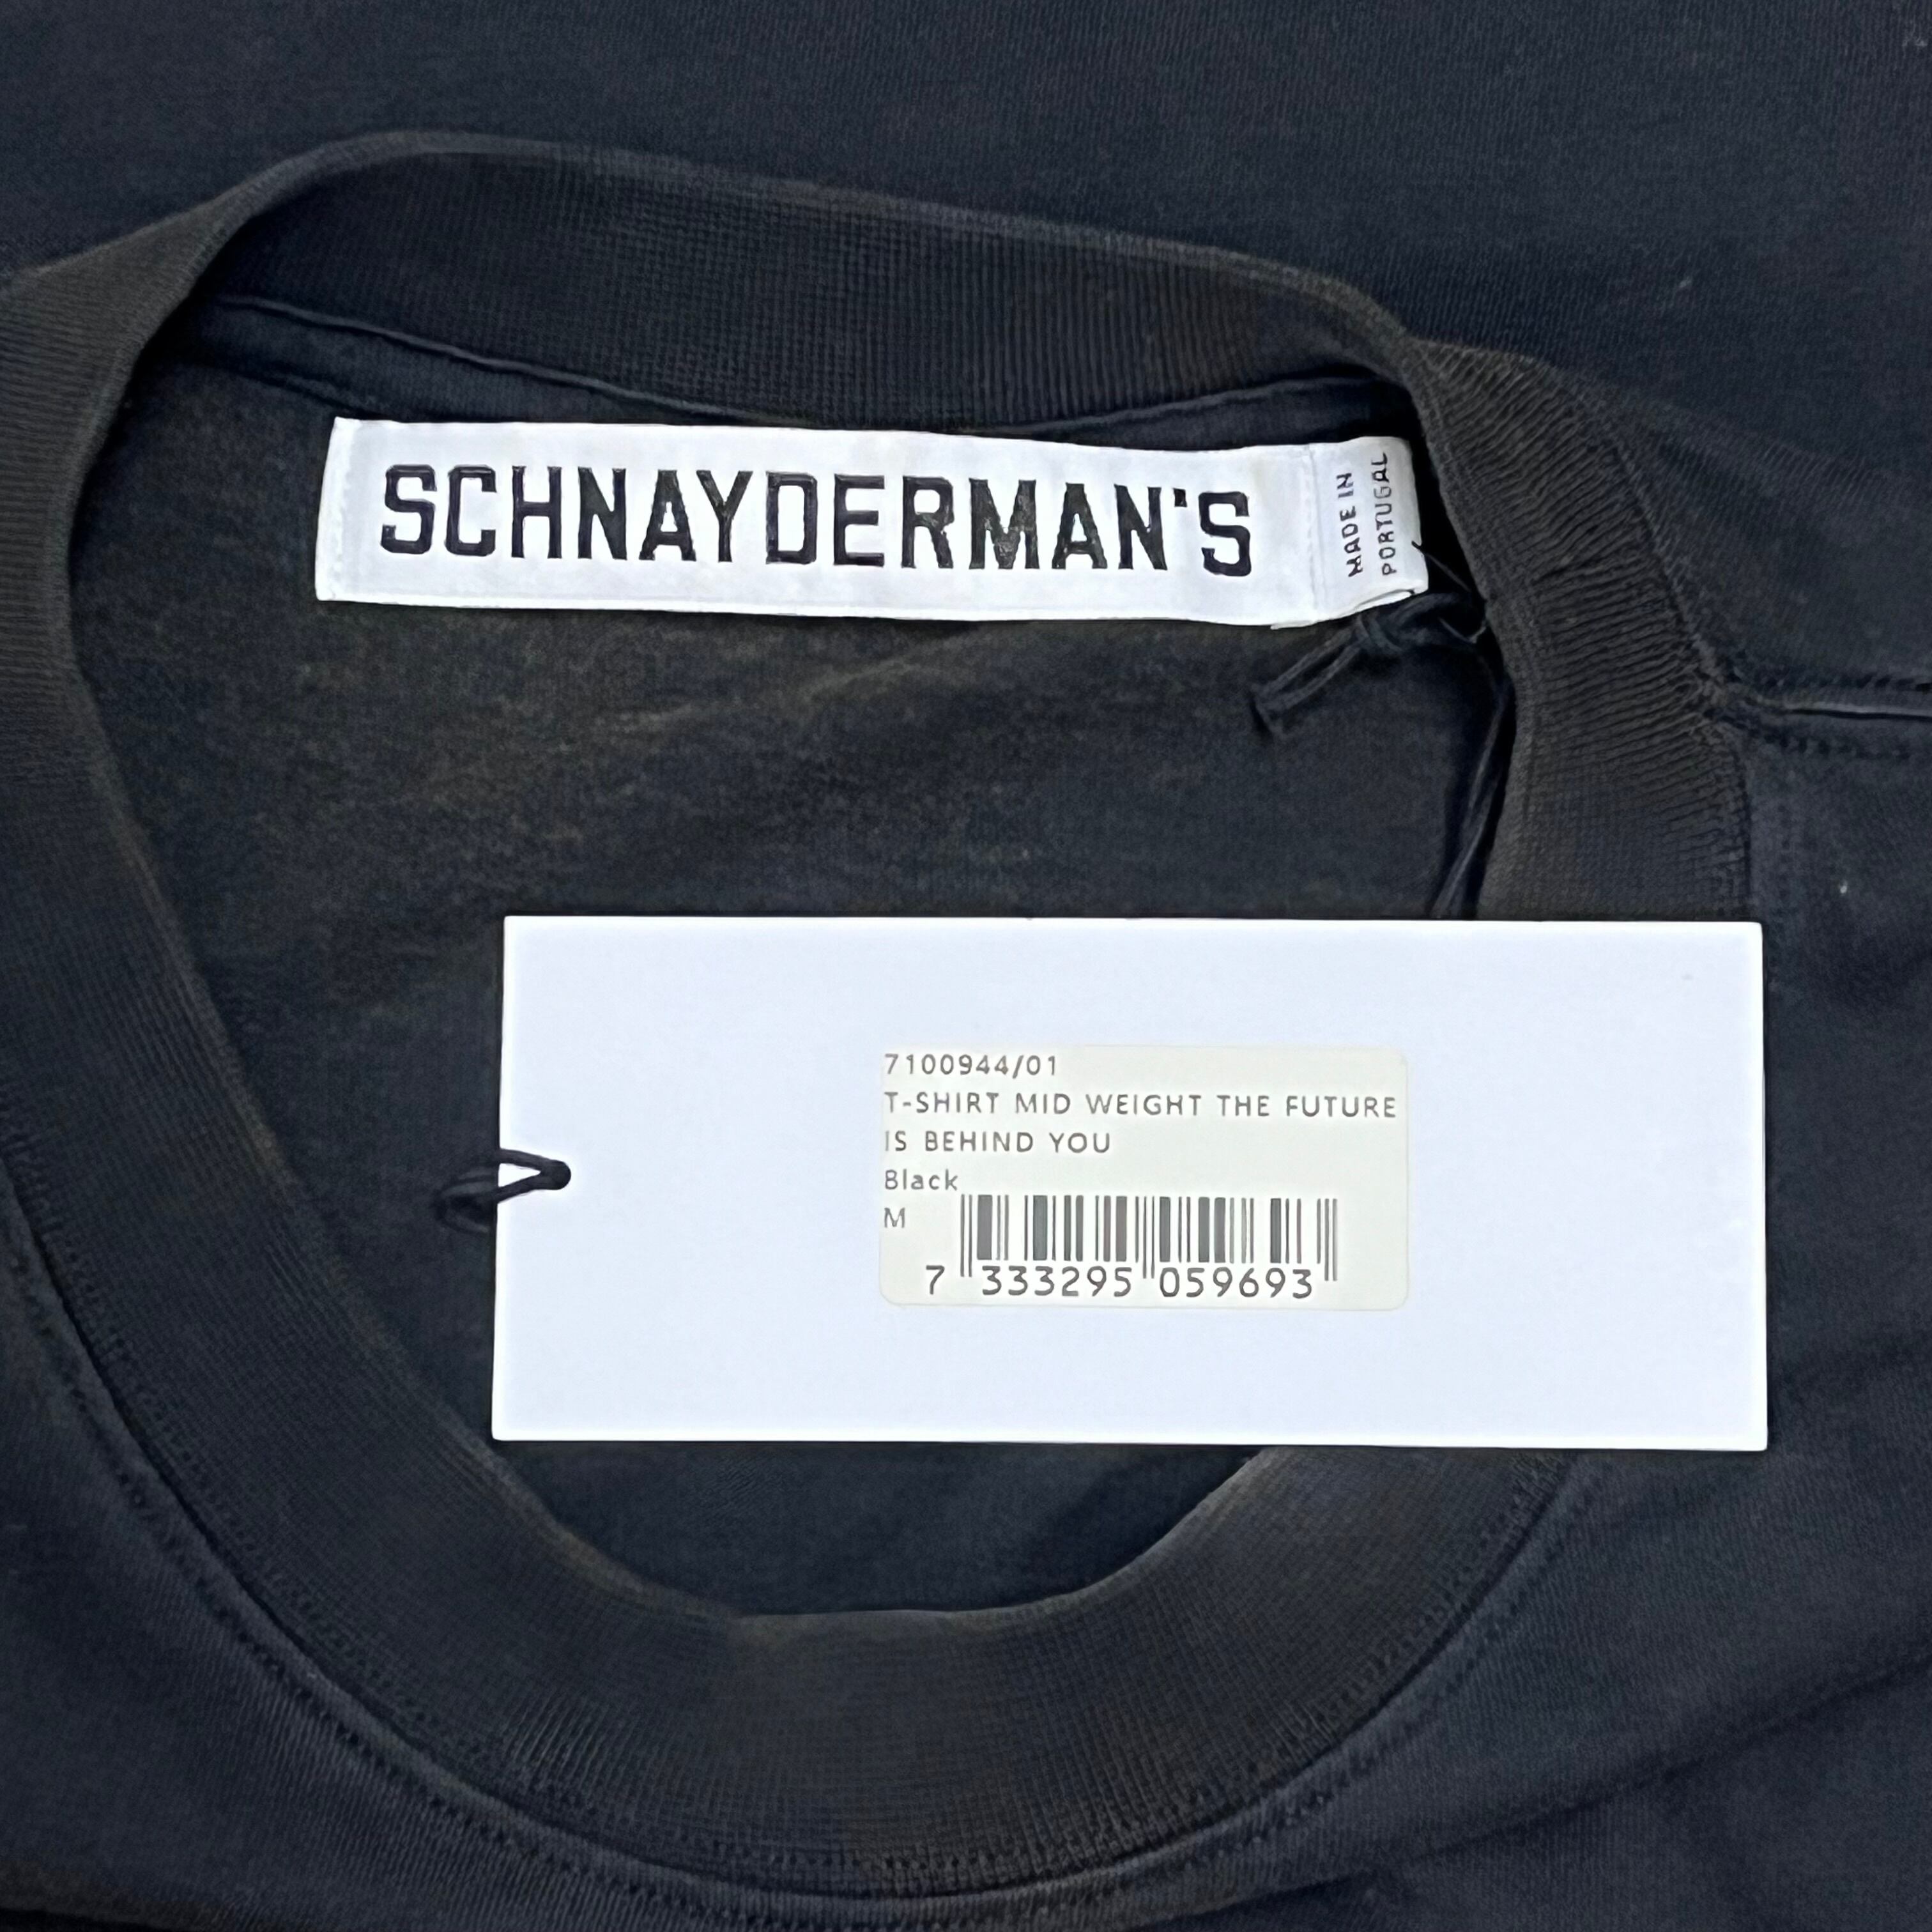 SCHNAYDERMAN'S
MADE IN
PORTUGAL
7100944/01
T-SHIRT MID WEIGHT THE FUTURE
IS BEHIND YOU
Black
M
7 333295 059693